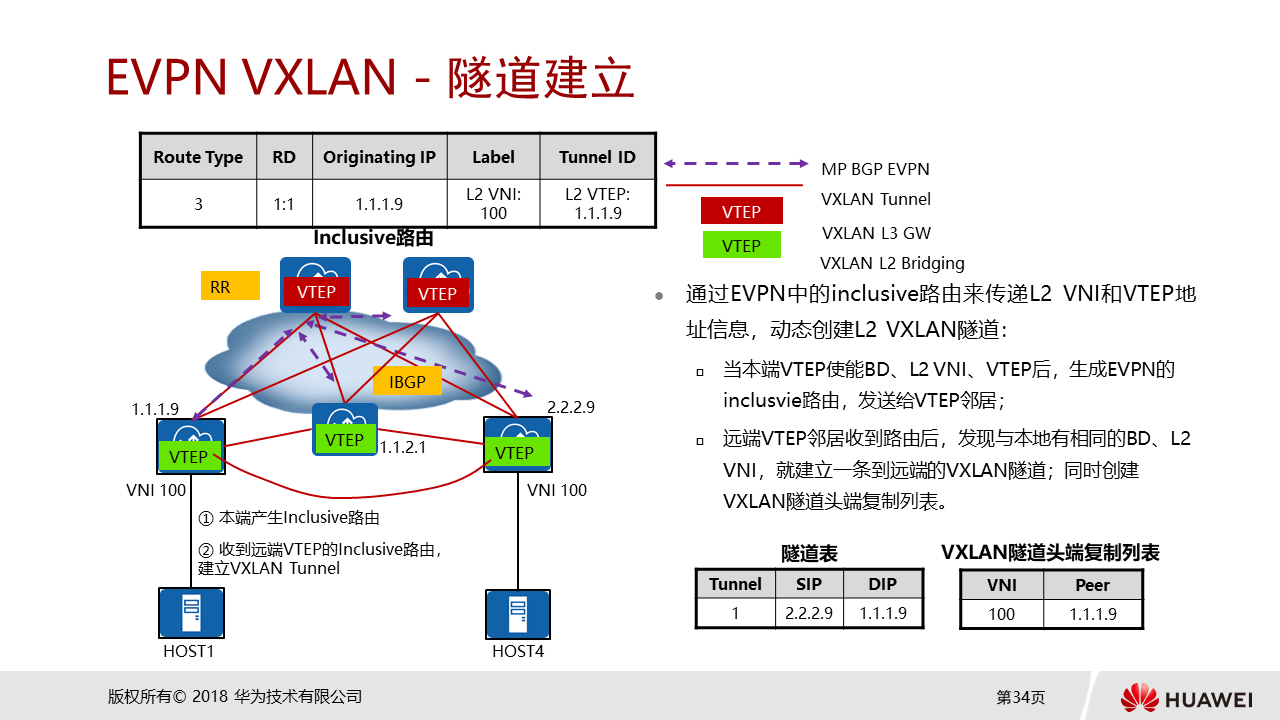 EVPN VXLAN - 隧道建立
Route Type RD Originating IP Label Tunnel ID
3 1:1 1.1.1.9 L2 VNI: 100 L2 VTEP: 1.1.1.9
Inclusive路由
MP BGP EVPN
VXLAN Tunnel
VTEP VXLAN L3 GW
VTEP VXLAN L2 Bridging
RR
VTEP
VTEP
IBGP
1.1.1.9
2.2.2.9
VTEP
VTEP
1.1.2.1
VTEP
VNI 100
VNI 100
① 本端产生Inclusive路由
② 收到远端VTEP的Inclusive路由，
建立VXLAN Tunnel
HOST1
HOST4
通过EVPN中的inclusive路由来传递L2 VNI和VTEP地
址信息，动态创建L2 VXLAN隧道：
当本端VTEP使能BD、L2 VNI、VTEP后，生成EVPN的
inclusvie路由，发送给VTEP邻居；
远端VTEP邻居收到路由后，发现与本地有相同的BD、L2
VNI，就建立一条到远端的VXLAN隧道；同时创建
VXLAN隧道头端复制列表。
隧道表
Tunnel SIP DIP
1 2.2.2.9 1.1.1.9
VXLAN隧道头端复制列表
VNI Peer
100 1.1.1.9
版权所有© 2018 华为技术有限公司
第34页
HUAWEI